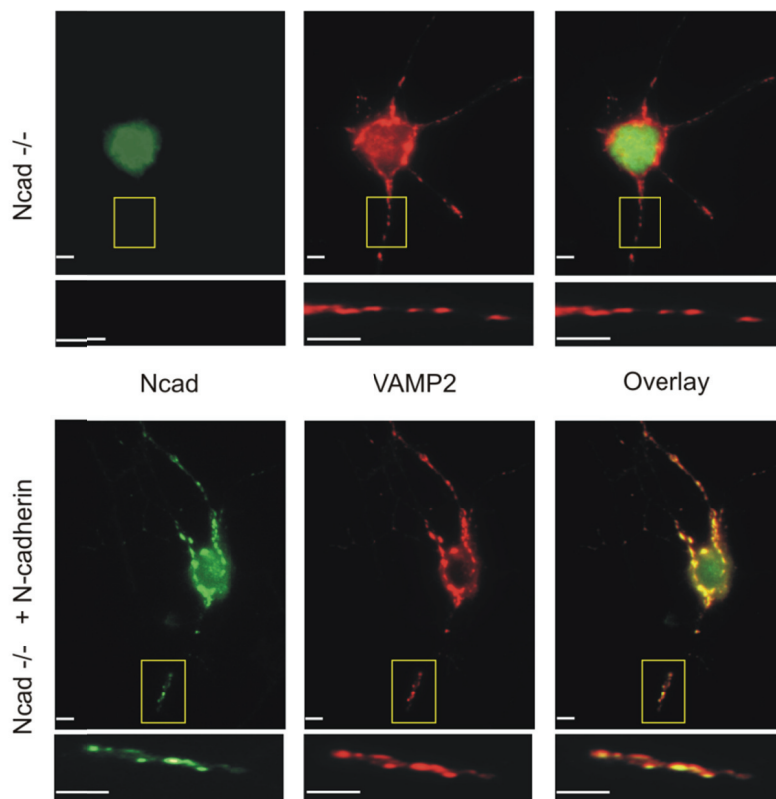 Ncad -/-
Ncad
VAMP2
Overlay
Ncad -/- + N-cadherin